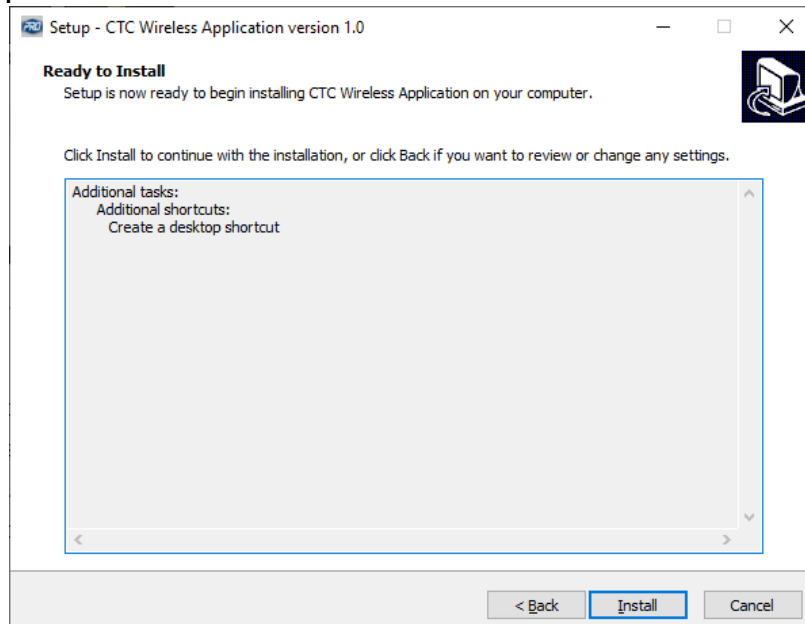 PRO
Setup - CTC Wireless Application version 1.0
Ready to Install
Setup is now ready to begin installing CTC Wireless Application on your computer.
Click Install to continue with the installation, or click Back if you want to review or change any settings.
Additional tasks:
Additional shortcuts:
Create a desktop shortcut
< Back
Install
Cancel